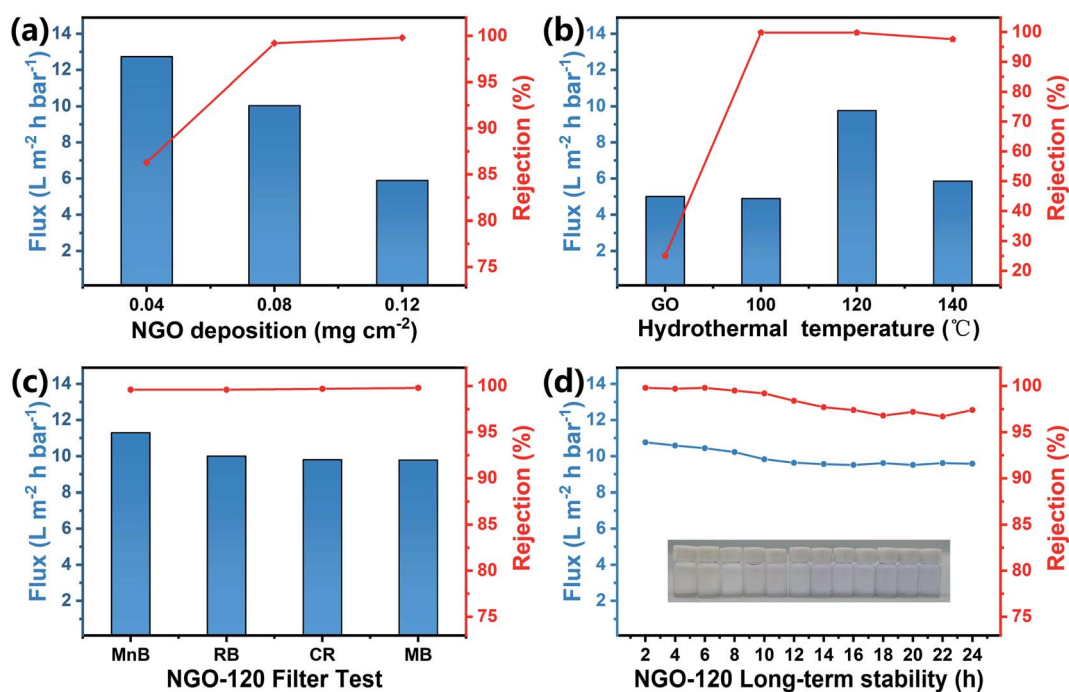 (a)
14
12
10
8
6
4
2
Flux (L m⁻² h bar⁻¹)
100
95
90
85
80
75
Rejection (%)
0.04 0.08 0.12
NGO deposition (mg cm⁻²)
(b)
14
12
10
8
6
4
2
Flux (L m⁻² h bar⁻¹)
100
90
80
70
60
50
40
30
20
Rejection (%)
GO 100 120 140
Hydrothermal temperature (℃)
(c)
14
12
10
8
6
4
2
Flux (L m⁻² h bar⁻¹)
100
95
90
85
80
75
Rejection (%)
MnB RB CR MB
NGO-120 Filter Test
(d)
14
12
10
8
6
4
2
Flux (L m⁻² h bar⁻¹)
100
95
90
85
80
75
Rejection (%)
2 4 6 8 10 12 14 16 18 20 22 24
NGO-120 Long-term stability (h)